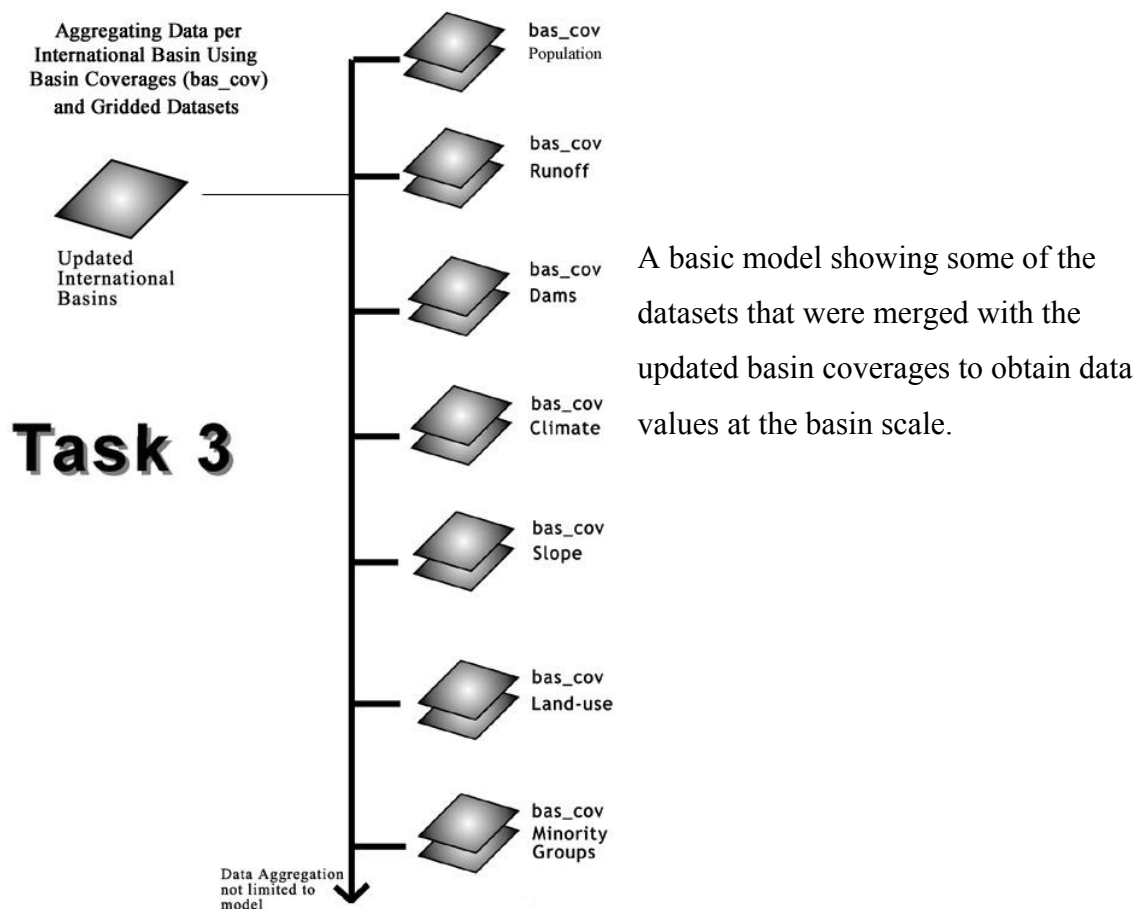 Aggregating Data per
International Basin Using
Basin Coverages (bas_cov)
and Gridded Datasets
Updated
International
Basins
Task 3
bas_cov
Population
bas_cov
Runoff
bas_cov
Dams
bas_cov
Climate
bas_cov
Slope
bas_cov
Land-use
bas_cov
Minority
Groups
Data Aggregation
not limited to
model
A basic model showing some of the
datasets that were merged with the
updated basin coverages to obtain data
values at the basin scale.